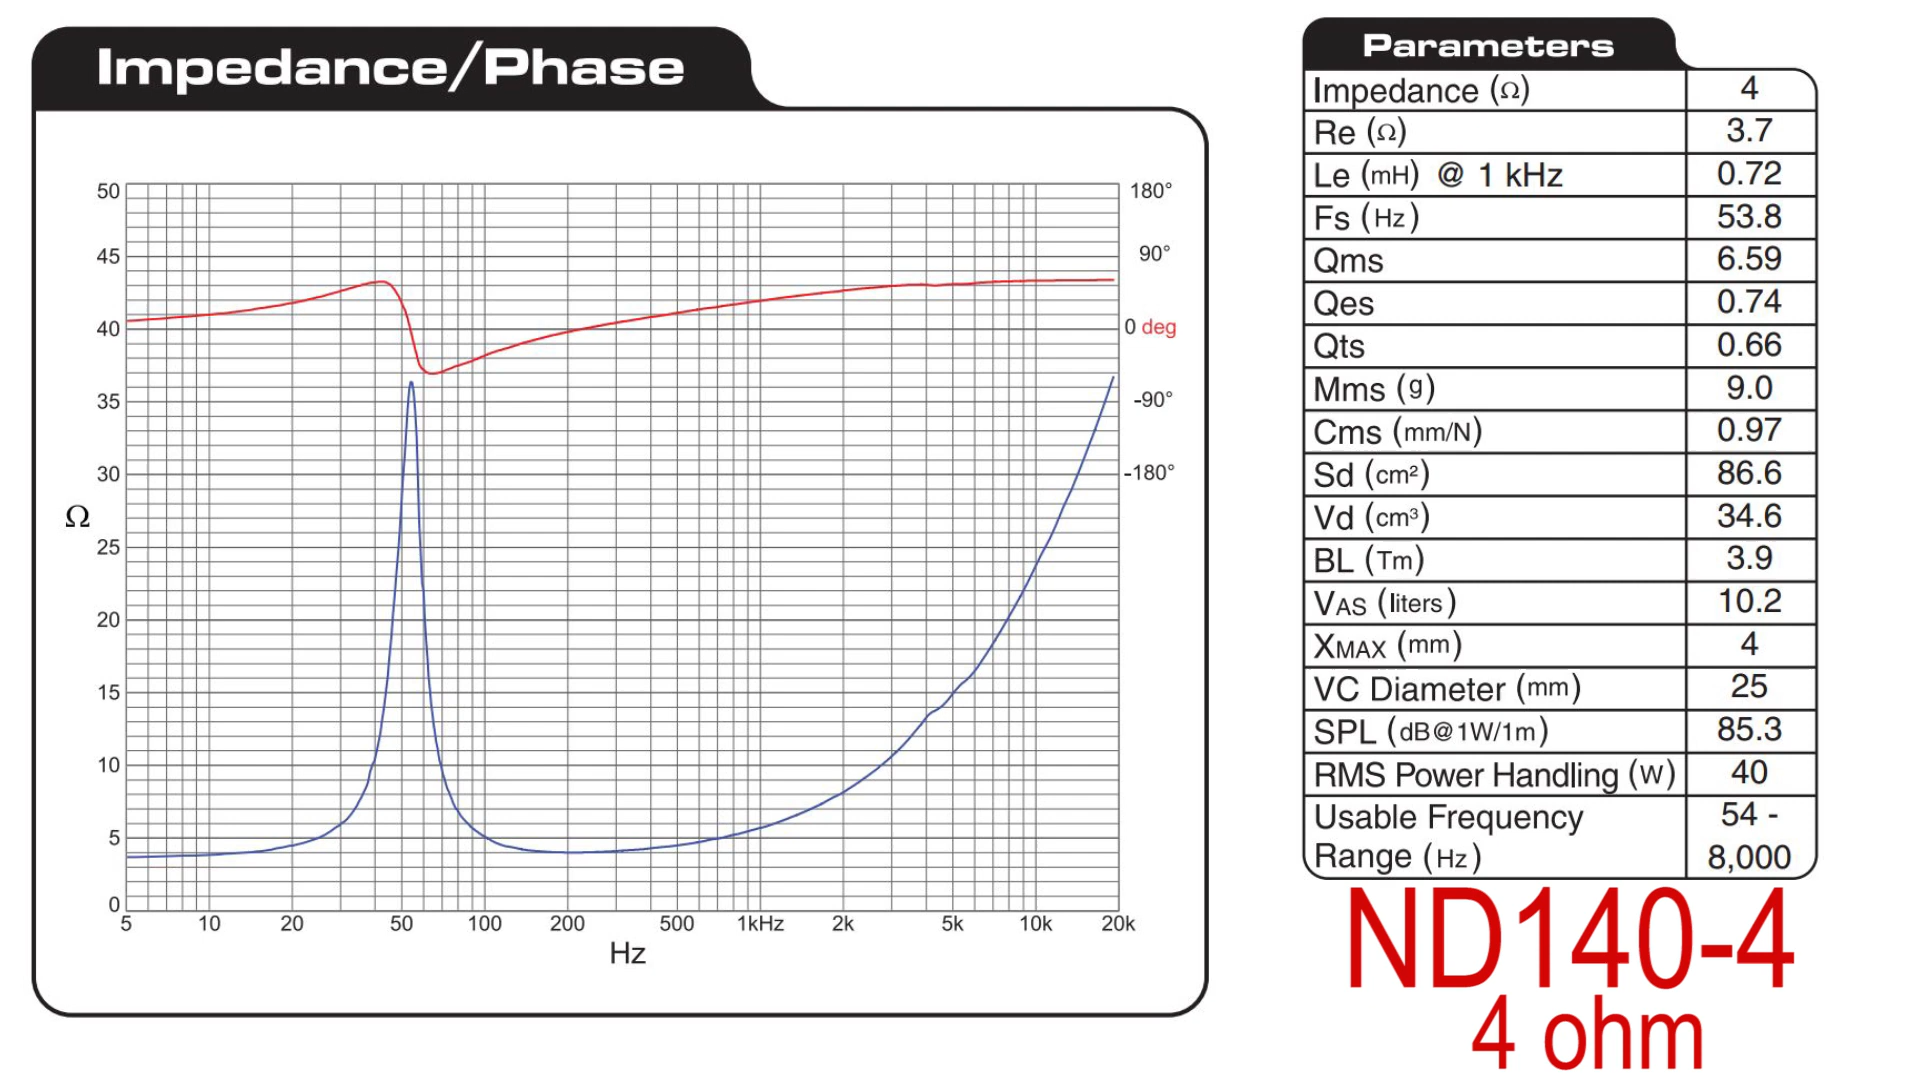 Impedance/Phase
50
45
40
35
30
25
20
15
10
5
0
Ω
180°
90°
0 deg
-90°
-180°
5 10 20 50 100 200 500 1kHz 2k 5k 10k 20k
Hz
Parameters
Impedance (Ω) 4
Re (Ω) 3.7
Le (mH) @ 1 kHz 0.72
Fs (Hz) 53.8
Qms 6.59
Qes 0.74
Qts 0.66
Mms (g) 9.0
Cms (mm/N) 0.97
Sd (cm²) 86.6
Vd (cm³) 34.6
BL (Tm) 3.9
VAS (liters) 10.2
XMAX (mm) 4
VC Diameter (mm) 25
SPL (dB@1W/1m) 85.3
RMS Power Handling (W) 40
Usable Frequency 54 -
Range (Hz) 8,000
ND140-4
4 ohm